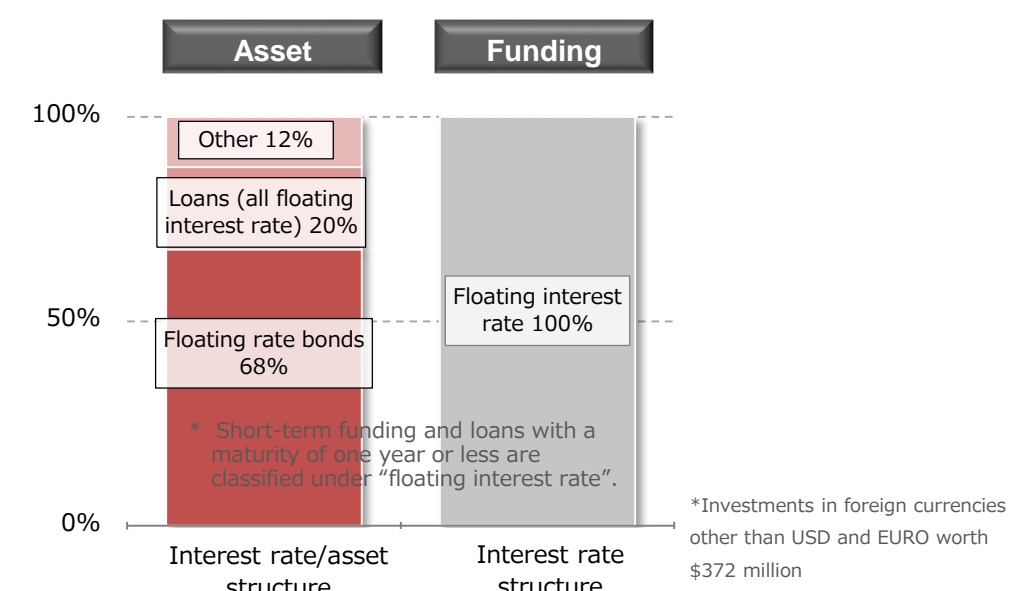 Asset
Funding
100%
Other 12%
Loans (all floating
interest rate) 20%
50%
Floating rate bonds
68%
Floating interest
rate 100%
* Short-term funding and loans with a
maturity of one year or less are
classified under “floating interest rate”.
0%
Interest rate/asset
structure
Interest rate
structure
*Investments in foreign currencies
other than USD and EURO worth
$372 million